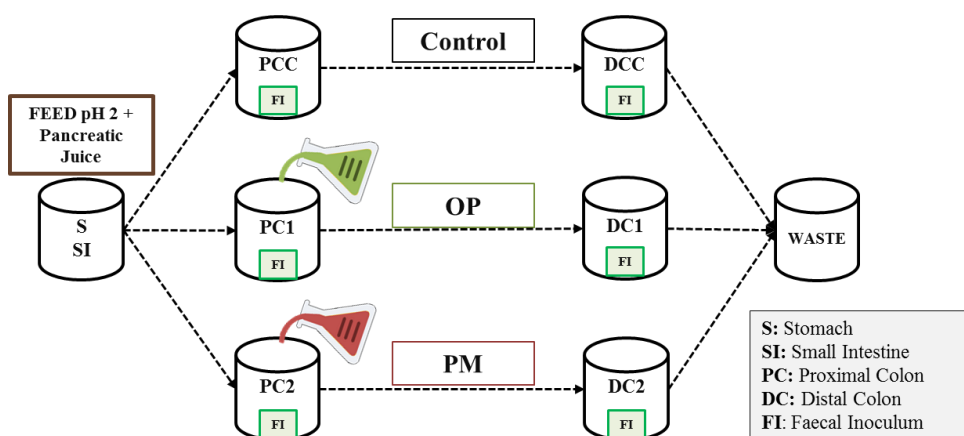 FEED pH 2 +
Pancreatic
Juice
S
SI
PCC
FI
Control
DCC
FI
PC1
FI
OP
DC1
FI
PC2
FI
PM
DC2
FI
WASTE
S: Stomach
SI: Small Intestine
PC: Proximal Colon
DC: Distal Colon
FI: Faecal Inoculum